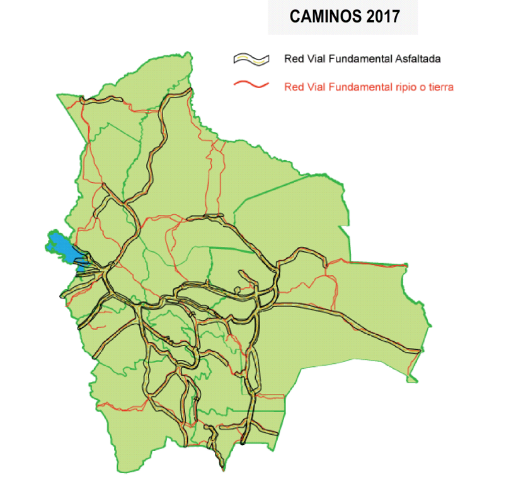 CAMINOS 2017
Red Vial Fundamental Asfaltada
Red Vial Fundamental ripio o tierra